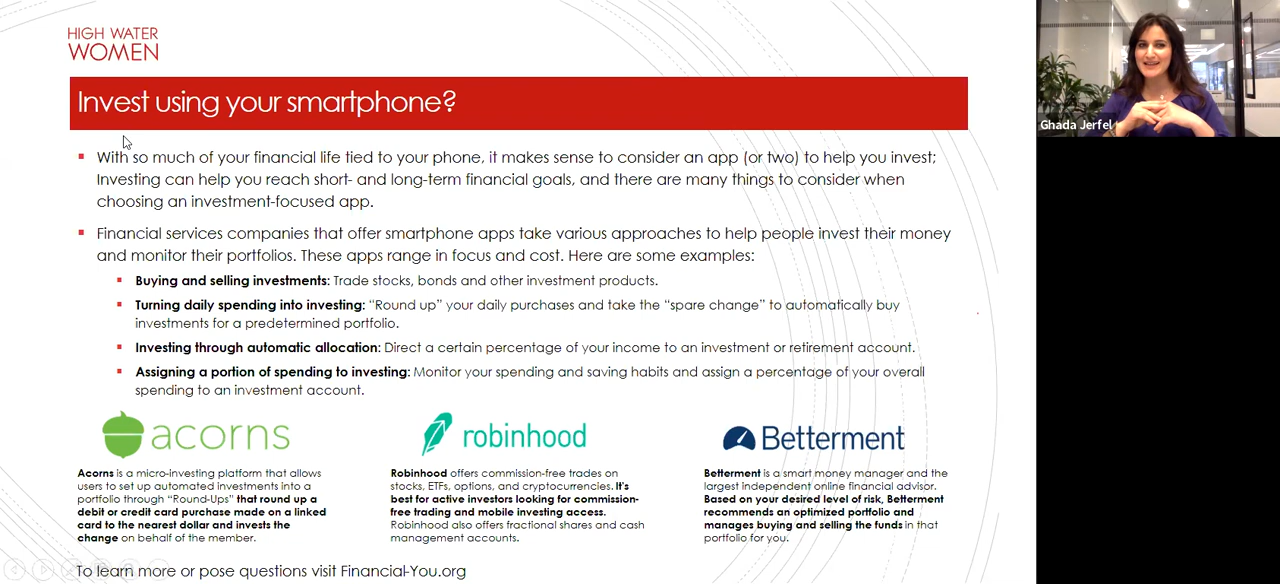 HIGH WATER
WOMEN
Invest using your smartphone?
With so much of your financial life tied to your phone, it makes sense to consider an app (or two) to help you invest;
Investing can help you reach short- and long-term financial goals, and there are many things to consider when
choosing an investment-focused app.
Financial services companies that offer smartphone apps take various approaches to help people invest their money
and monitor their portfolios. These apps range in focus and cost. Here are some examples:
Buying and selling investments: Trade stocks, bonds and other investment products.
Turning daily spending into investing: "Round up" your daily purchases and take the "spare change" to automatically buy
investments for a predetermined portfolio.
Investing through automatic allocation: Direct a certain percentage of your income to an investment or retirement account.
Assigning a portion of spending to investing: Monitor your spending and saving habits and assign a percentage of your overall
spending to an investment account.
acorns
Acorns is a micro-investing platform that allows
users to set up automated investments into a
portfolio through "Round-Ups" that round up a
debit or credit card purchase made on a linked
card to the nearest dollar and invests the
change on behalf of the member.
robinhood
Robinhood offers commission-free trades on
stocks, ETFs, options, and cryptocurrencies. It's
best for active investors looking for commission-
free trading and mobile investing access.
Robinhood also offers fractional shares and cash
management accounts.
Betterment
Betterment is a smart money manager and the
largest independent online financial advisor.
Based on your desired level of risk, Betterment
recommends an optimized portfolio and
manages buying and selling the funds in that
portfolio for you.
To learn more or pose questions visit Financial-You.org
Ghada Jerfel